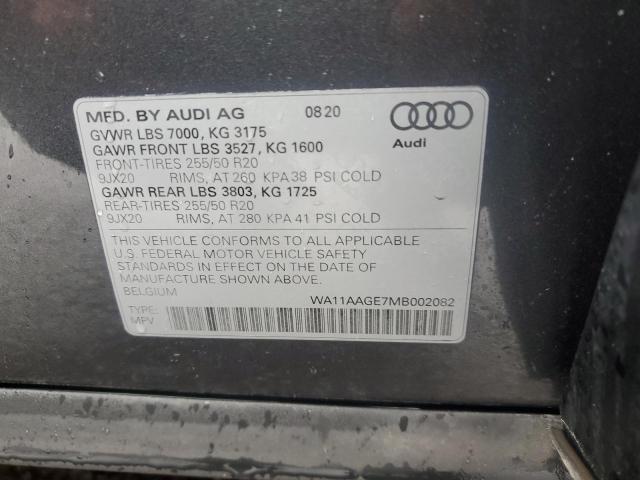 MFD. BY AUDI AG 08 20
GVWR LBS 7000, KG 3175
GAWR FRONT LBS 3527, KG 1600
FRONT-TIRES 255/50 R20
9JX20 RIMS, AT 260 KPA 38 PSI COLD
GAWR REAR LBS 3803, KG 1725
REAR-TIRES 255/50 R20
9JX20 RIMS, AT 280 KPA 41 PSI COLD
Audi
THIS VEHICLE CONFORMS TO ALL APPLICABLE
U.S. FEDERAL MOTOR VEHICLE SAFETY
STANDARDS IN EFFECT ON THE DATE OF
MANUFACTURE SHOWN ABOVE.
BELGIUM WA11AAGE7MB002082
TYPE:
MPV